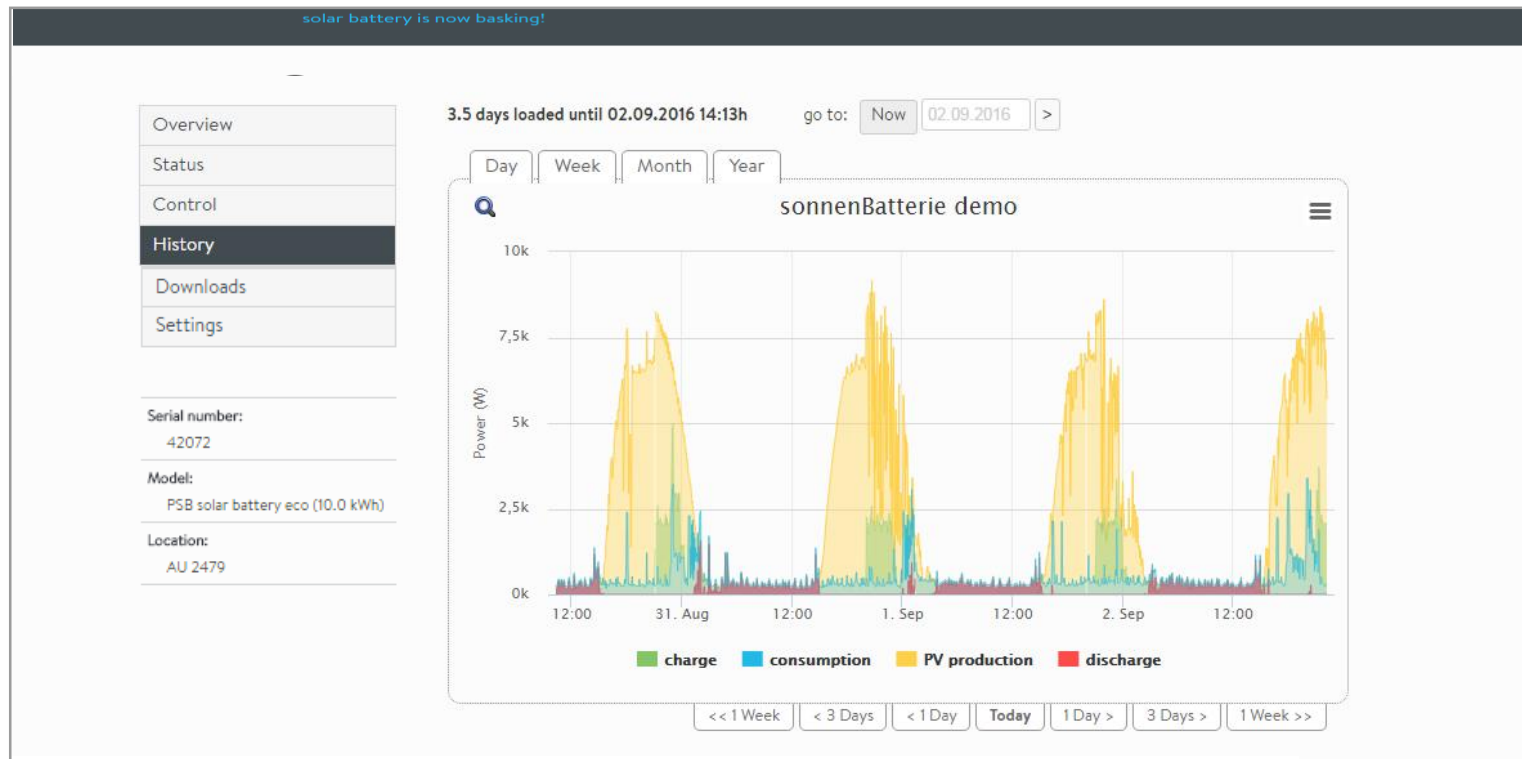 solar battery is now basking!
Overview
Status
Control
History
Downloads
Settings
Serial number:
42072
Model:
PSB solar battery eco (10.0 kWh)
Location:
AU 2479
3.5 days loaded until 02.09.2016 14:13h go to: Now 02.09.2016 >
Day Week Month Year
sonnenBatterie demo
Power (W)
10k
7,5k
5k
2,5k
0k
12:00 31. Aug 12:00 1. Sep 12:00 2. Sep 12:00
charge consumption PV production discharge
<< 1 Week < 3 Days < 1 Day Today 1 Day > 3 Days > 1 Week >>